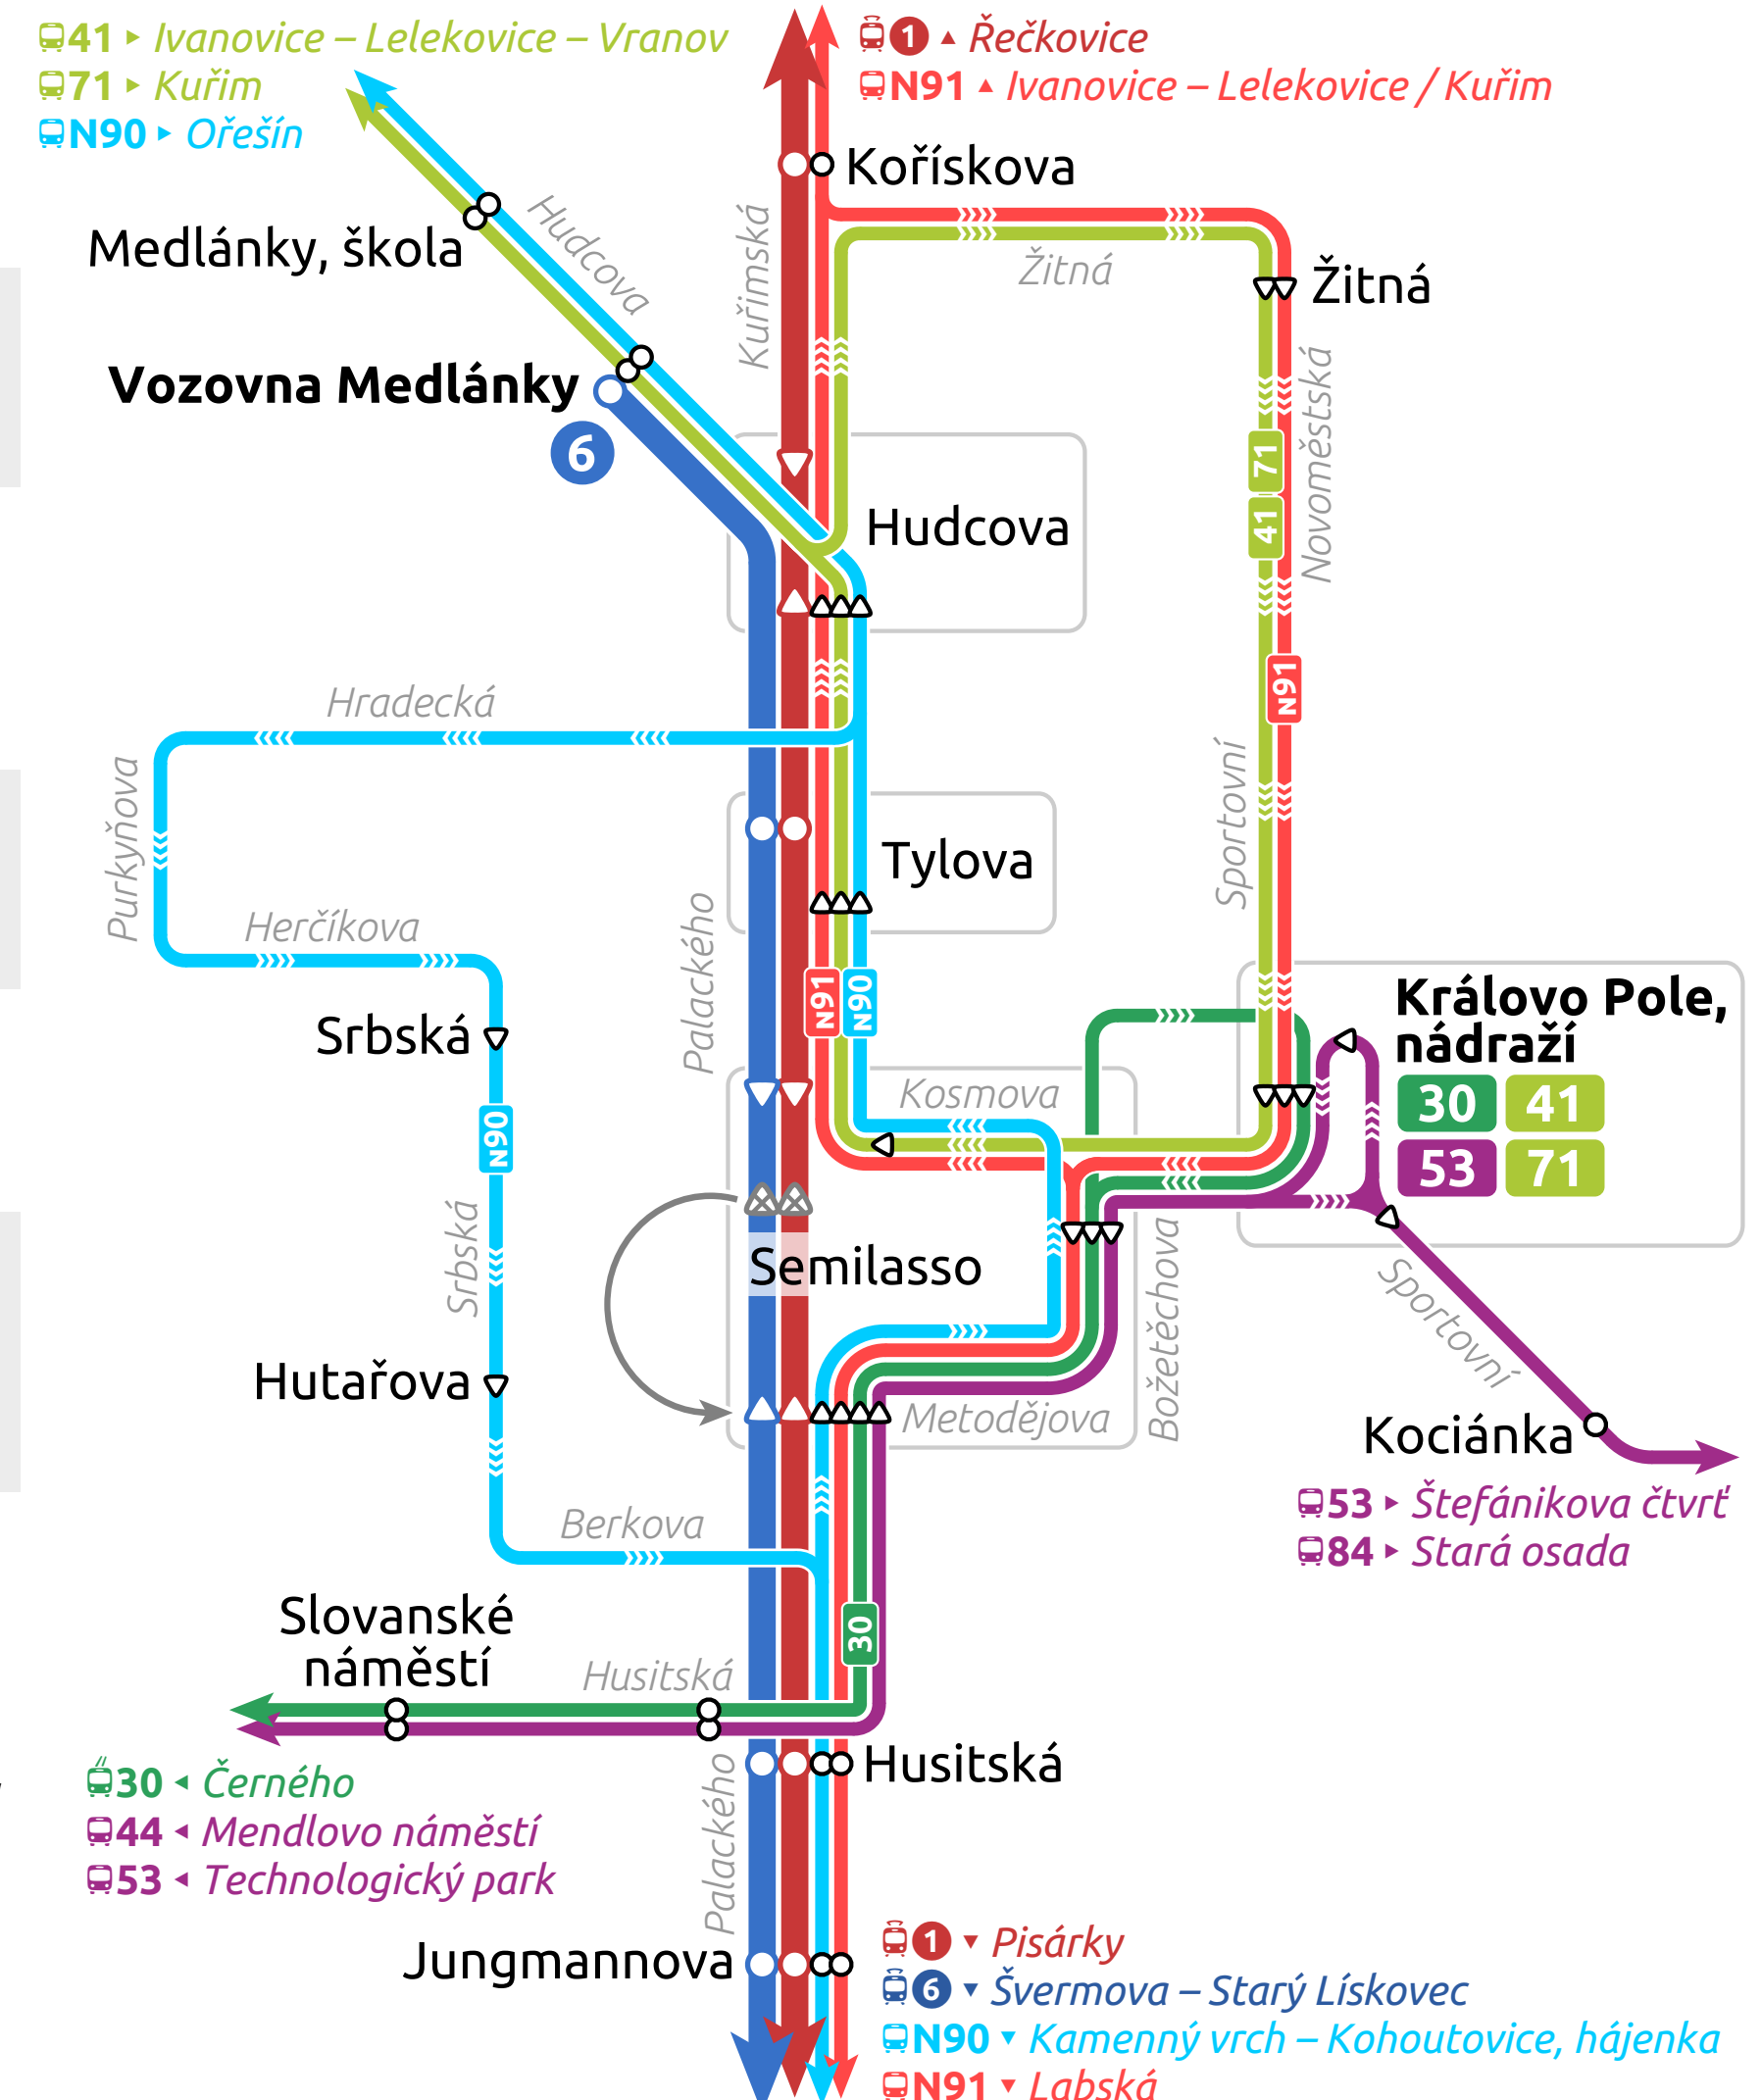 41 ▸ Ivanovice – Lelekovice – Vranov
71 ▸ Kuřim
N90 ▸ Ořešín
1 ▴ Řečkovice
N91 ▴ Ivanovice – Lelekovice / Kuřim
Kořískova
Medlánky, škola
Hudcova
Kuřimská
Žitná
Žitná
Vozovna Medlánky
6
Novoměstská
71
41
Hudcova
N91
Hradecká
Purkyňova
Sportovní
Tylova
Herčíkova
Palackého
N91
N90
Srbská
Královo Pole,
nádraží
30 41
53 71
Kosmova
N90
Srbská
Semilasso
Božetěchova
Sportovní
Hutařova
Metodějova
Kociánka
53 ▸ Štefánikova čtvrť
84 ▸ Stará osada
Berkova
Slovanské
náměstí
30
Husitská
Husitská
30 ◂ Černého
44 ◂ Mendlovo náměstí
53 ◂ Technologický park
Palackého
Jungmannova
1 ▾ Pisárky
6 ▾ Švermova – Starý Lískovec
N90 ▾ Kamenný vrch – Kohoutovice, hájenka
N91 ▾ Labská